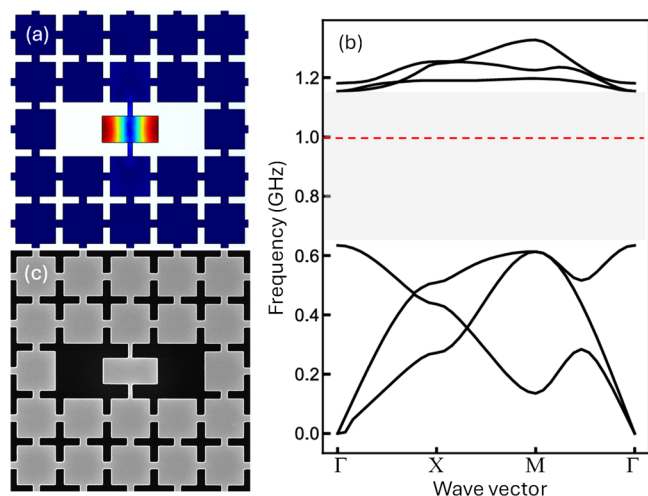 (a)
(b)
(c)
Frequency (GHz)
1.2
1.0
0.8
0.6
0.4
0.2
0.0
Γ X M Γ
Wave vector